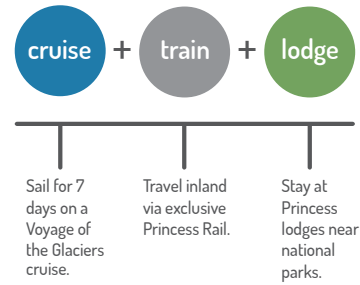 cruise + train + lodge
Sail for 7
days on a
Voyage of
the Glaciers
cruise.
Travel inland
via exclusive
Princess Rail.
Stay at
Princess
lodges near
national
parks.